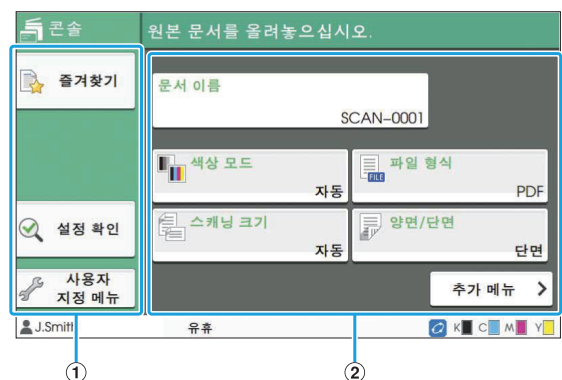 콘솔
원본 문서를 올려놓으십시오.
즐겨찾기
설정 확인
사용자
지정 메뉴
문서 이름
SCAN-0001
색상 모드
자동
파일 형식
FILE
PDF
스캐닝 크기
자동
양면/단면
단면
추가 메뉴
J.Smith
유휴
K C M Y
1
2